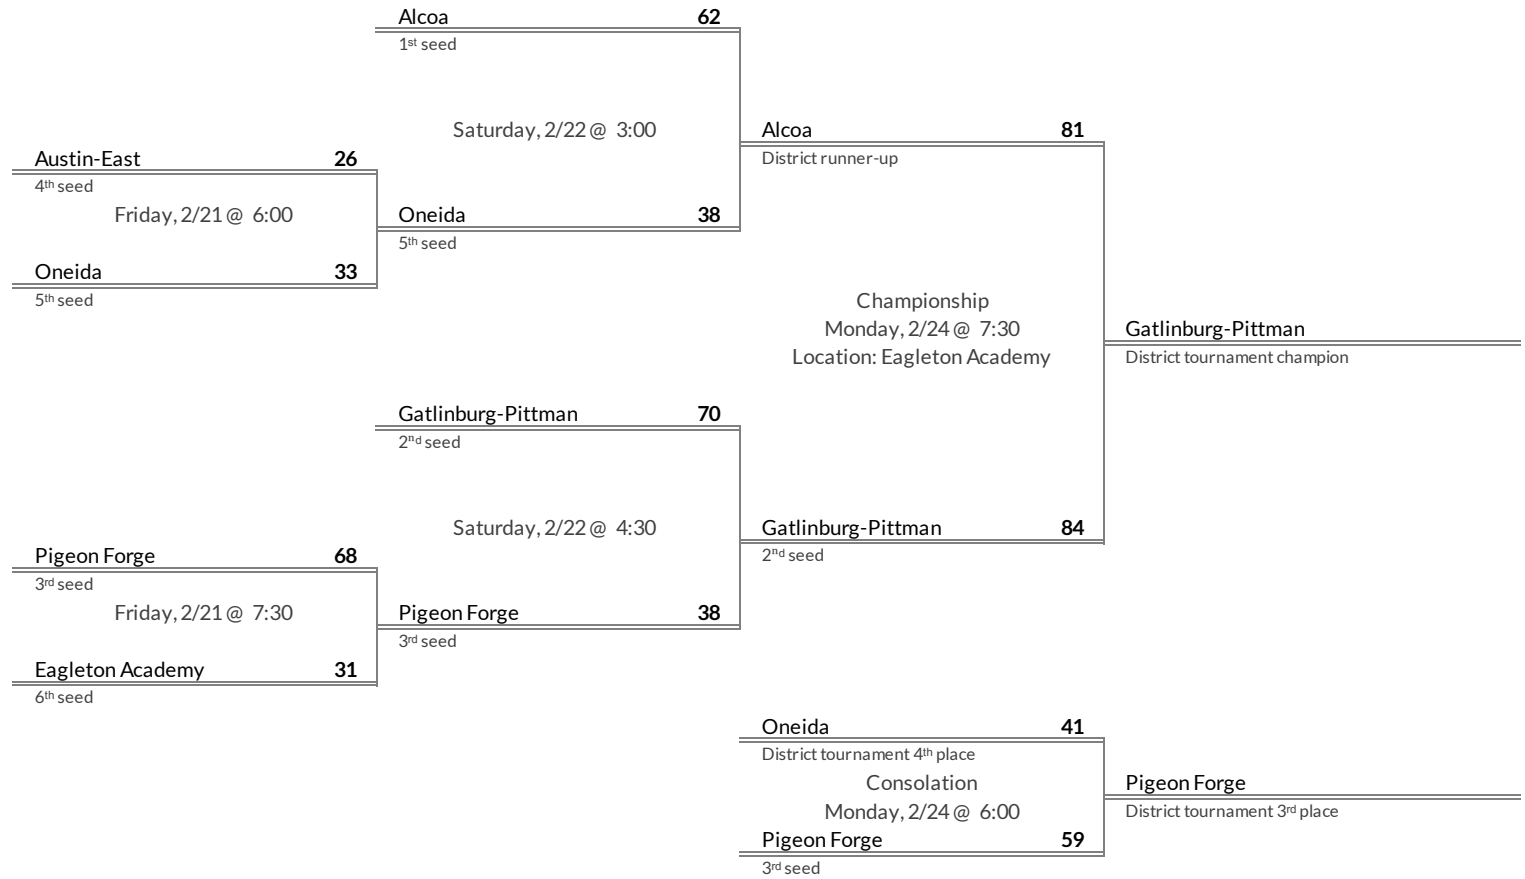 Alcoa 62
1st seed
Saturday, 2/22 @ 3:00
Alcoa 81
District runner-up
Austin-East 26
4th seed
Friday, 2/21 @ 6:00
Oneida 38
5th seed
Oneida 33
5th seed
Championship
Monday, 2/24 @ 7:30
Location: Eagleton Academy
Gatlinburg-Pittman
District tournament champion
Gatlinburg-Pittman 70
2nd seed
Saturday, 2/22 @ 4:30
Gatlinburg-Pittman 84
2nd seed
Pigeon Forge 68
3rd seed
Friday, 2/21 @ 7:30
Pigeon Forge 38
3rd seed
Eagleton Academy 31
6th seed
Oneida 41
District tournament 4th place
Consolation
Monday, 2/24 @ 6:00
Pigeon Forge
District tournament 3rd place
Pigeon Forge 59
3rd seed